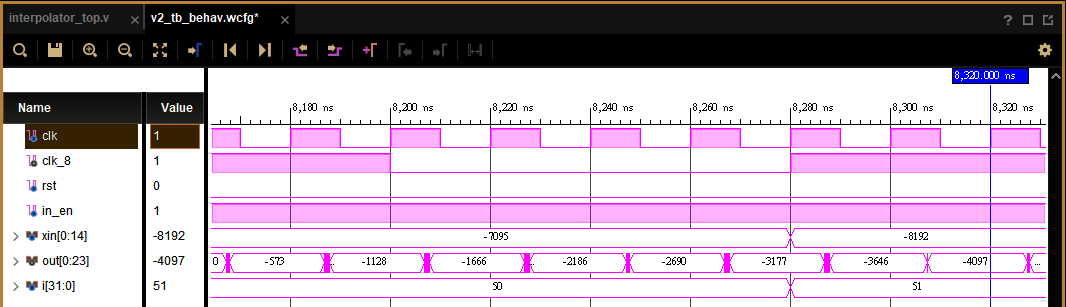 interpolator_top.v v2_tb_behav.wcfg*
8,320.000 ns
Name Value
8,180 ns 8,200 ns 8,220 ns 8,240 ns 8,260 ns 8,280 ns 8,300 ns 8,320 ns
clk 1
clk_8 1
rst 0
in_en 1
xin[0:14] -8192 -7095 -8192
out[0:23] -4097 0 -573 -1128 -1666 -2186 -2690 -3177 -3646 -4097 ...
i[31:0] 51 50 51